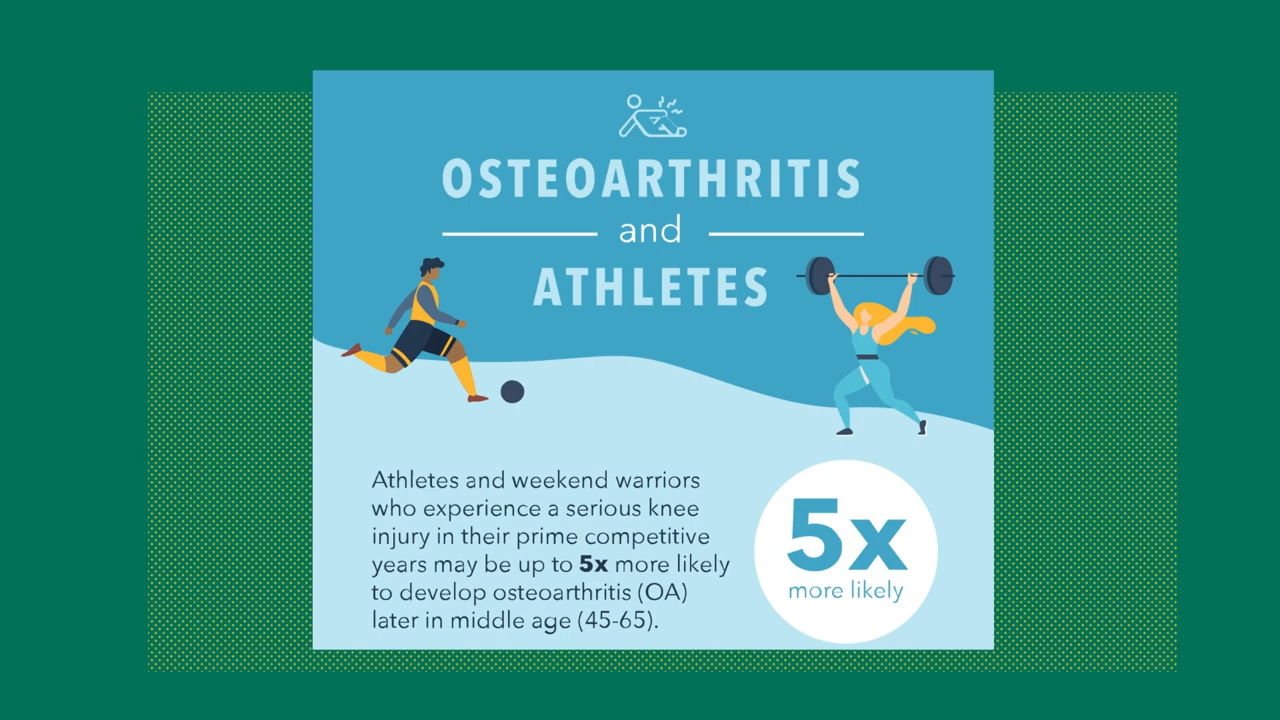 OSTEOARTHRITIS
and
ATHLETES
Athletes and weekend warriors
who experience a serious knee
injury in their prime competitive
years may be up to 5x more likely
to develop osteoarthritis (OA)
later in middle age (45-65).
5x
more likely